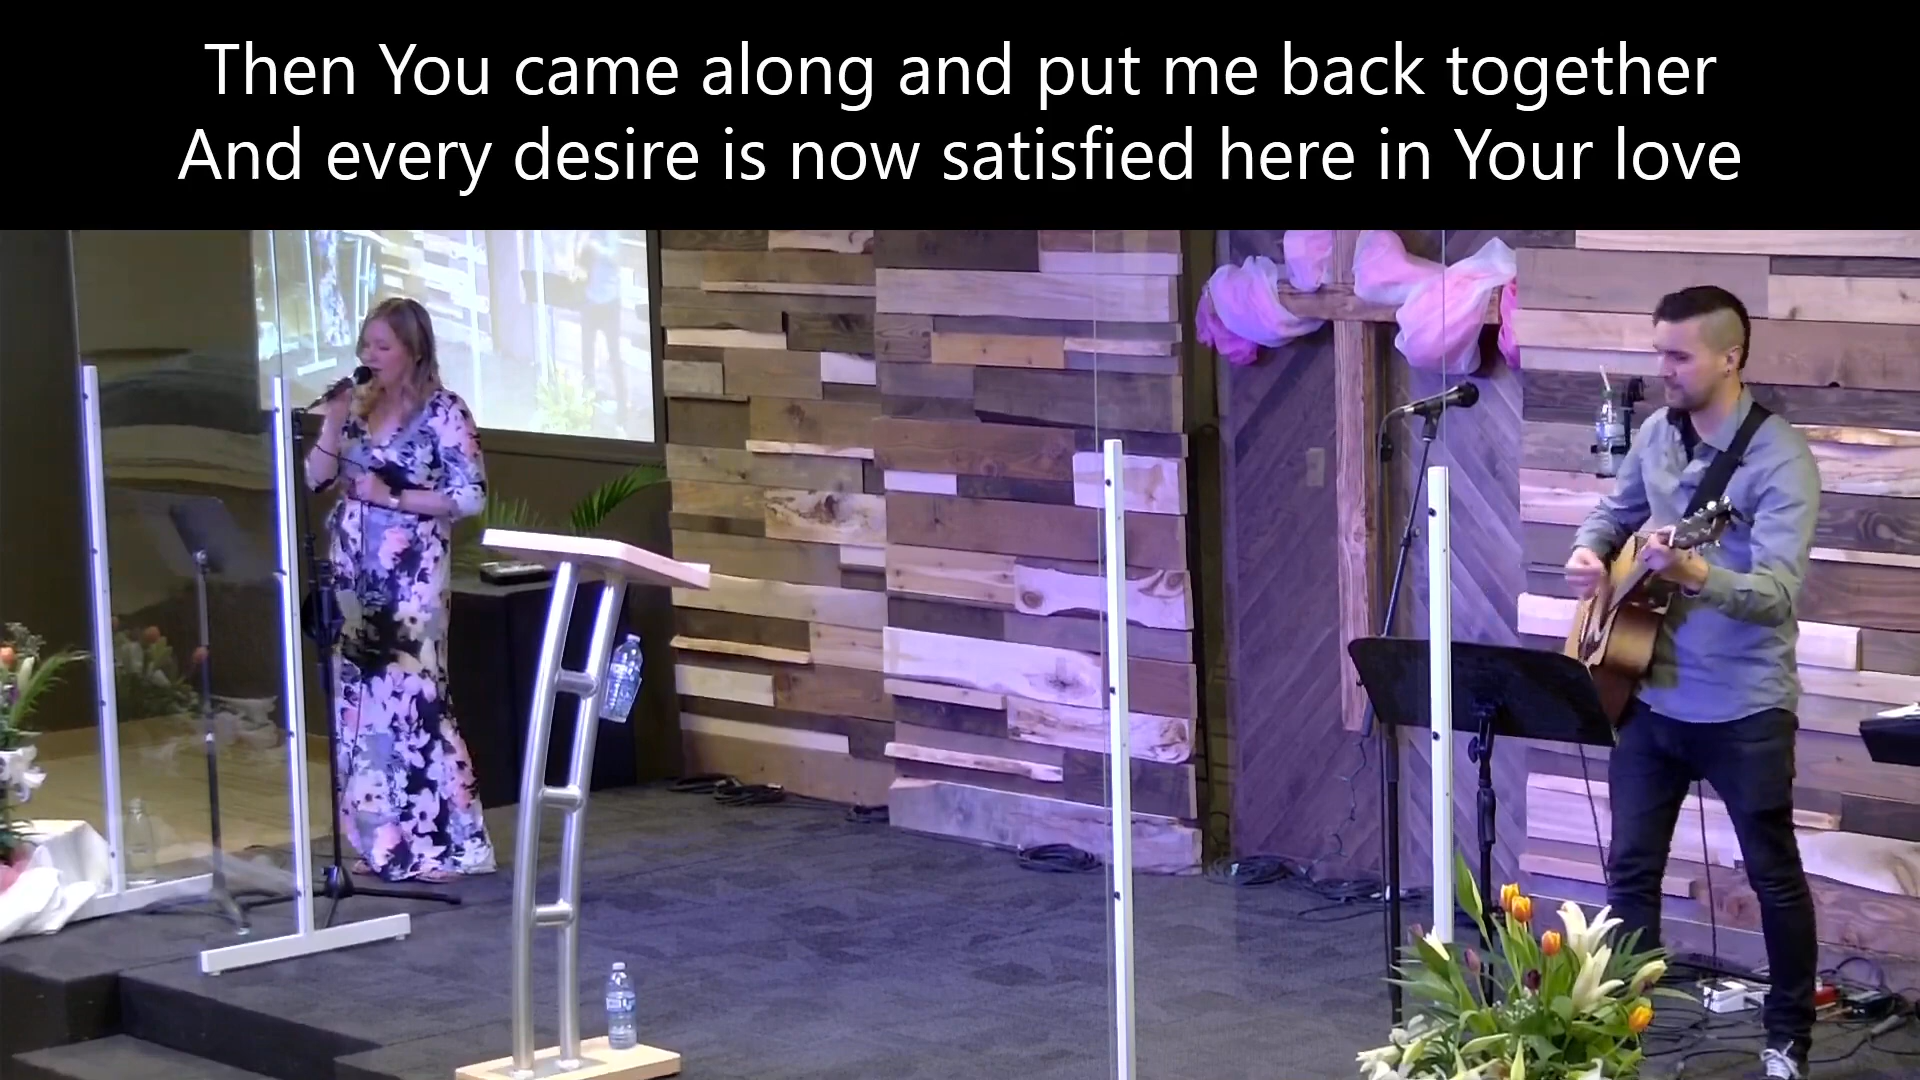 Then You came along and put me back together
And every desire is now satisfied here in Your love